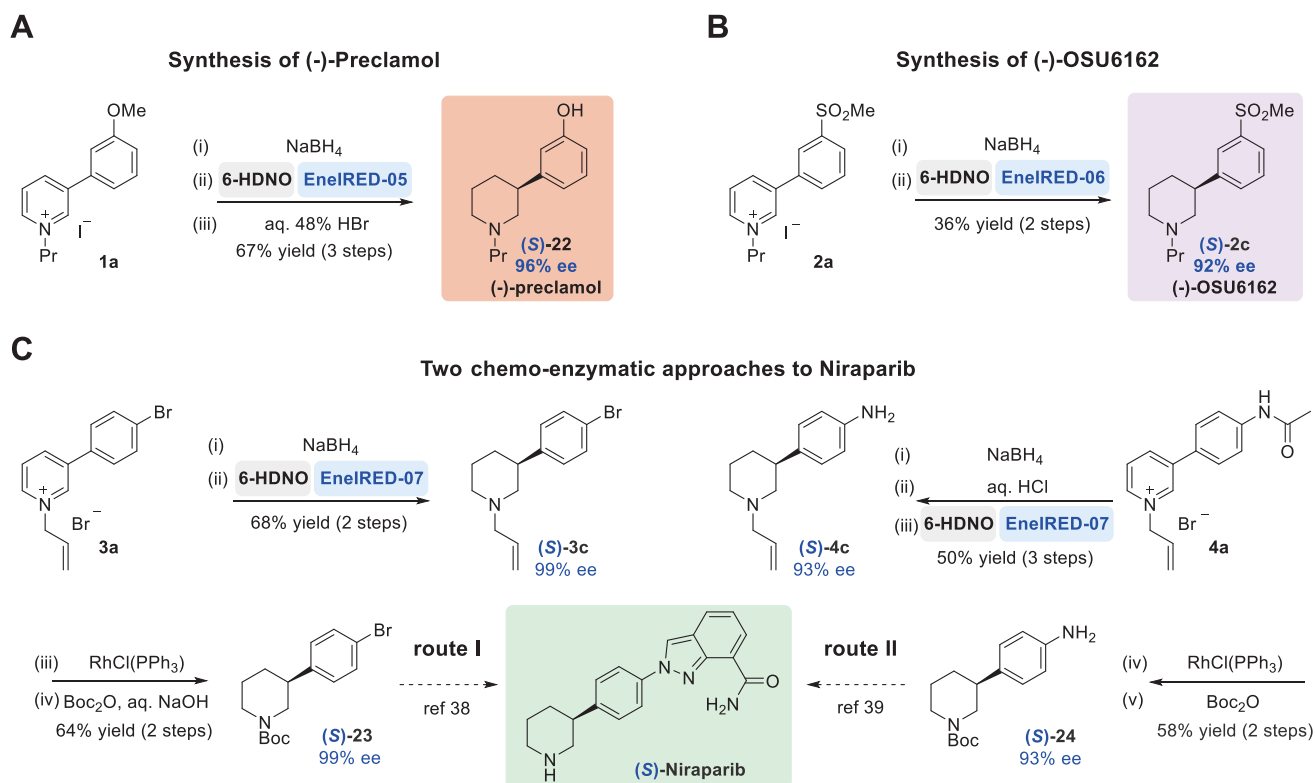 A
Synthesis of (-)-Preclamol
OMe
N
+
I−
Pr
1a
(i) NaBH4
(ii) 6-HDNO EneIRED-05
(iii) aq. 48% HBr
67% yield (3 steps)
OH
N
Pr
(S)-22
96% ee
(-)-preclamol
B
Synthesis of (-)-OSU6162
SO2Me
N
+
I−
Pr
2a
(i) NaBH4
(ii) 6-HDNO EneIRED-06
36% yield (2 steps)
SO2Me
N
Pr
(S)-2c
92% ee
(-)-OSU6162
C
Two chemo-enzymatic approaches to Niraparib
Br
N
+
Br−
3a
(i) NaBH4
(ii) 6-HDNO EneIRED-07
68% yield (2 steps)
Br
N
(S)-3c
99% ee
NH2
N
(S)-4c
93% ee
(i) NaBH4
(ii) aq. HCl
(iii) 6-HDNO EneIRED-07
50% yield (3 steps)
H
N
O
N
+
Br−
4a
(iii) RhCl(PPh3)
(iv) Boc2O, aq. NaOH
64% yield (2 steps)
Br
N
Boc
(S)-23
99% ee
route I
ref 38
N
N
O
H2N
N
H
(S)-Niraparib
route II
ref 39
NH2
N
Boc
(S)-24
93% ee
(iv) RhCl(PPh3)
(v) Boc2O
58% yield (2 steps)